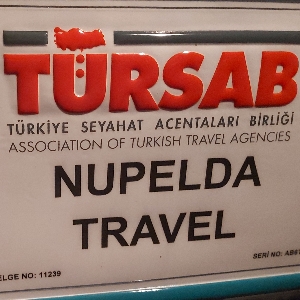 TÜRSAB
TÜRKİYE SEYAHAT ACENTALARI BİRLİĞİ
ASSOCIATION OF TURKISH TRAVEL AGENCIES
NUPELDA
TRAVEL
ELGE NO: 11239 SERİ NO: